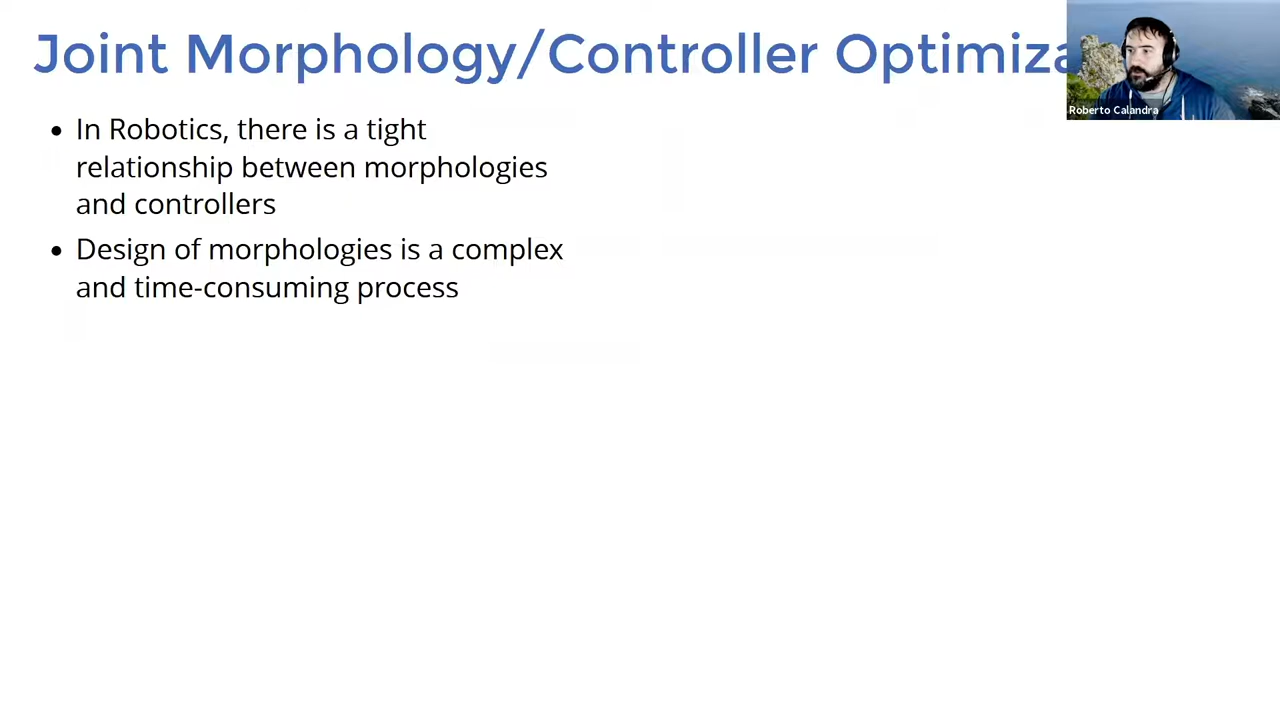 Joint Morphology/Controller Optimiza
Roberto Calandra
• In Robotics, there is a tight
relationship between morphologies
and controllers
• Design of morphologies is a complex
and time-consuming process